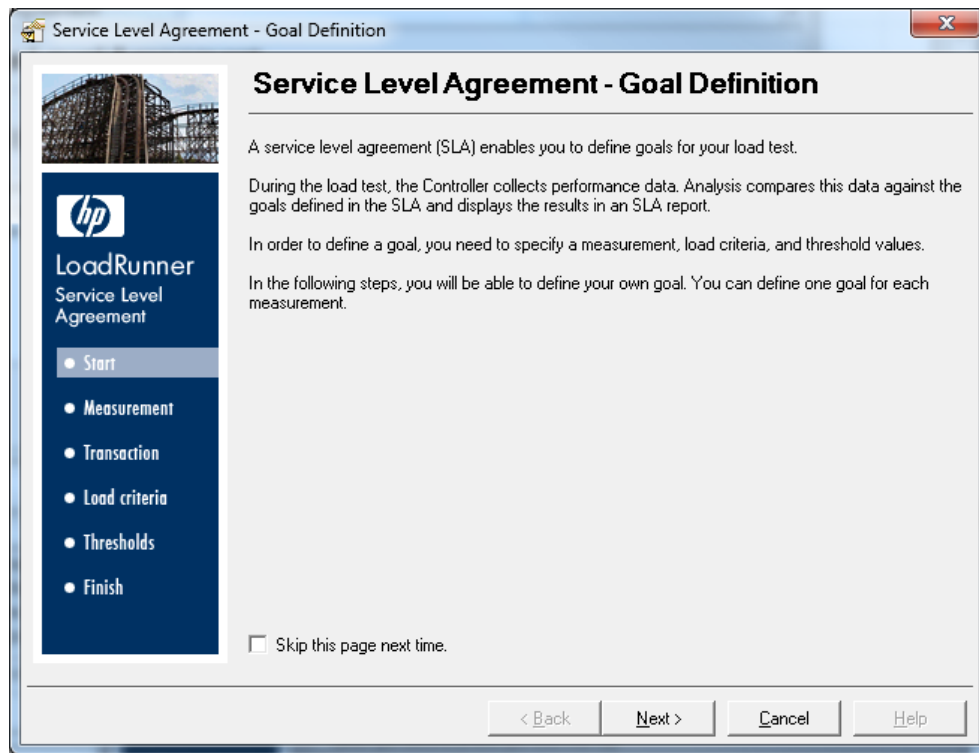 Service Level Agreement - Goal Definition
x
Service Level Agreement - Goal Definition
A service level agreement (SLA) enables you to define goals for your load test.
During the load test, the Controller collects performance data. Analysis compares this data against the
goals defined in the SLA and displays the results in an SLA report.
In order to define a goal, you need to specify a measurement, load criteria, and threshold values.
In the following steps, you will be able to define your own goal. You can define one goal for each
measurement.
hp
LoadRunner
Service Level
Agreement
Start
Measurement
Transaction
Load criteria
Thresholds
Finish
Skip this page next time.
< Back
Next >
Cancel
Help